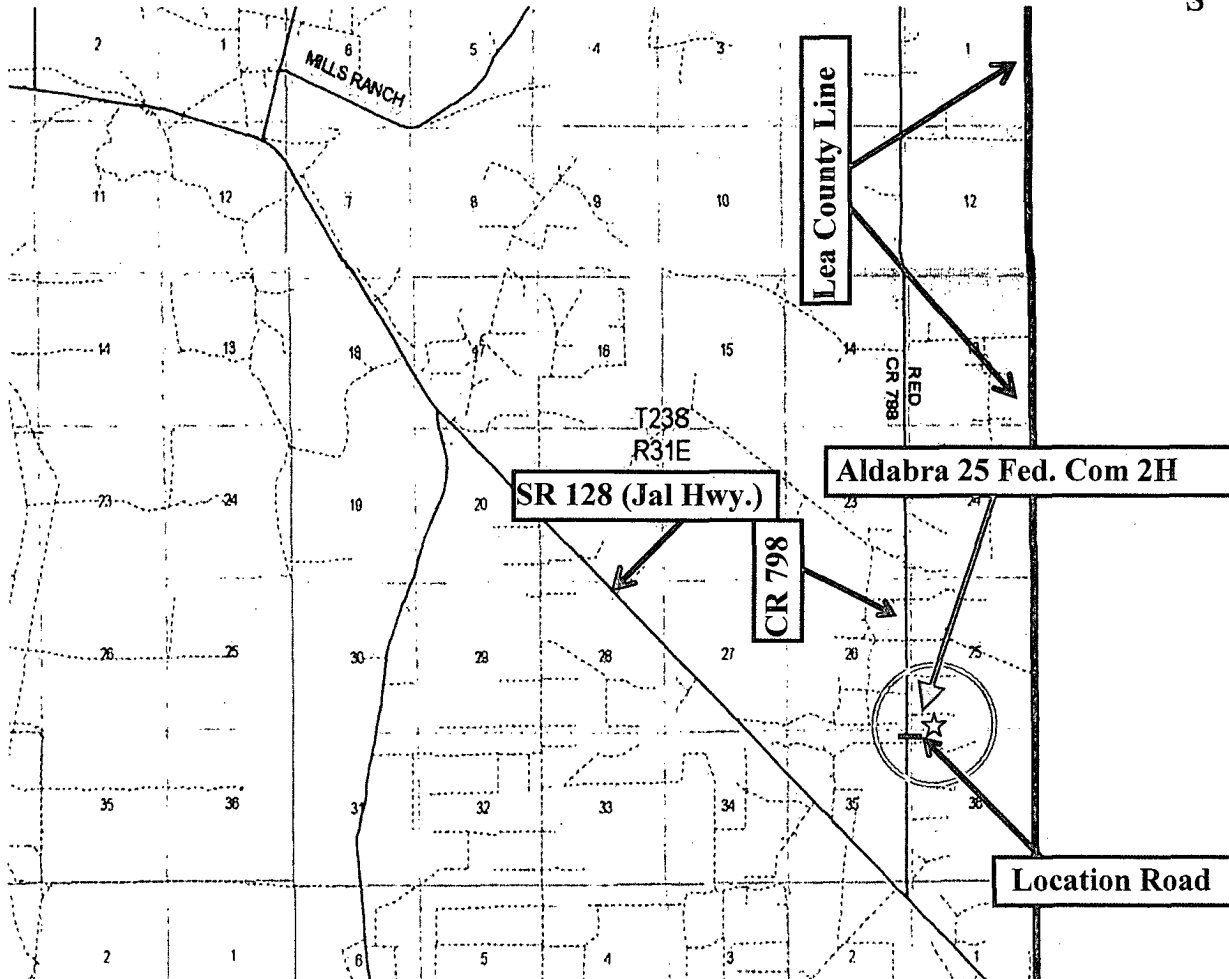 S
2 1 6 5 4 3 1
MILLS RANCH
Lea County Line
11 12 7 8 9 10 12
14 13 18 17 16 15 14 13
RED
CR 798
T23S
R31E
Aldabra 25 Fed. Com 2H
23 24 19 20 23 24
SR 128 (Jal Hwy.)
CR 798
26 25 30 29 28 27 26 25
35 36 31 32 33 34 35 36
Location Road
2 1 6 5 4 3 2 1